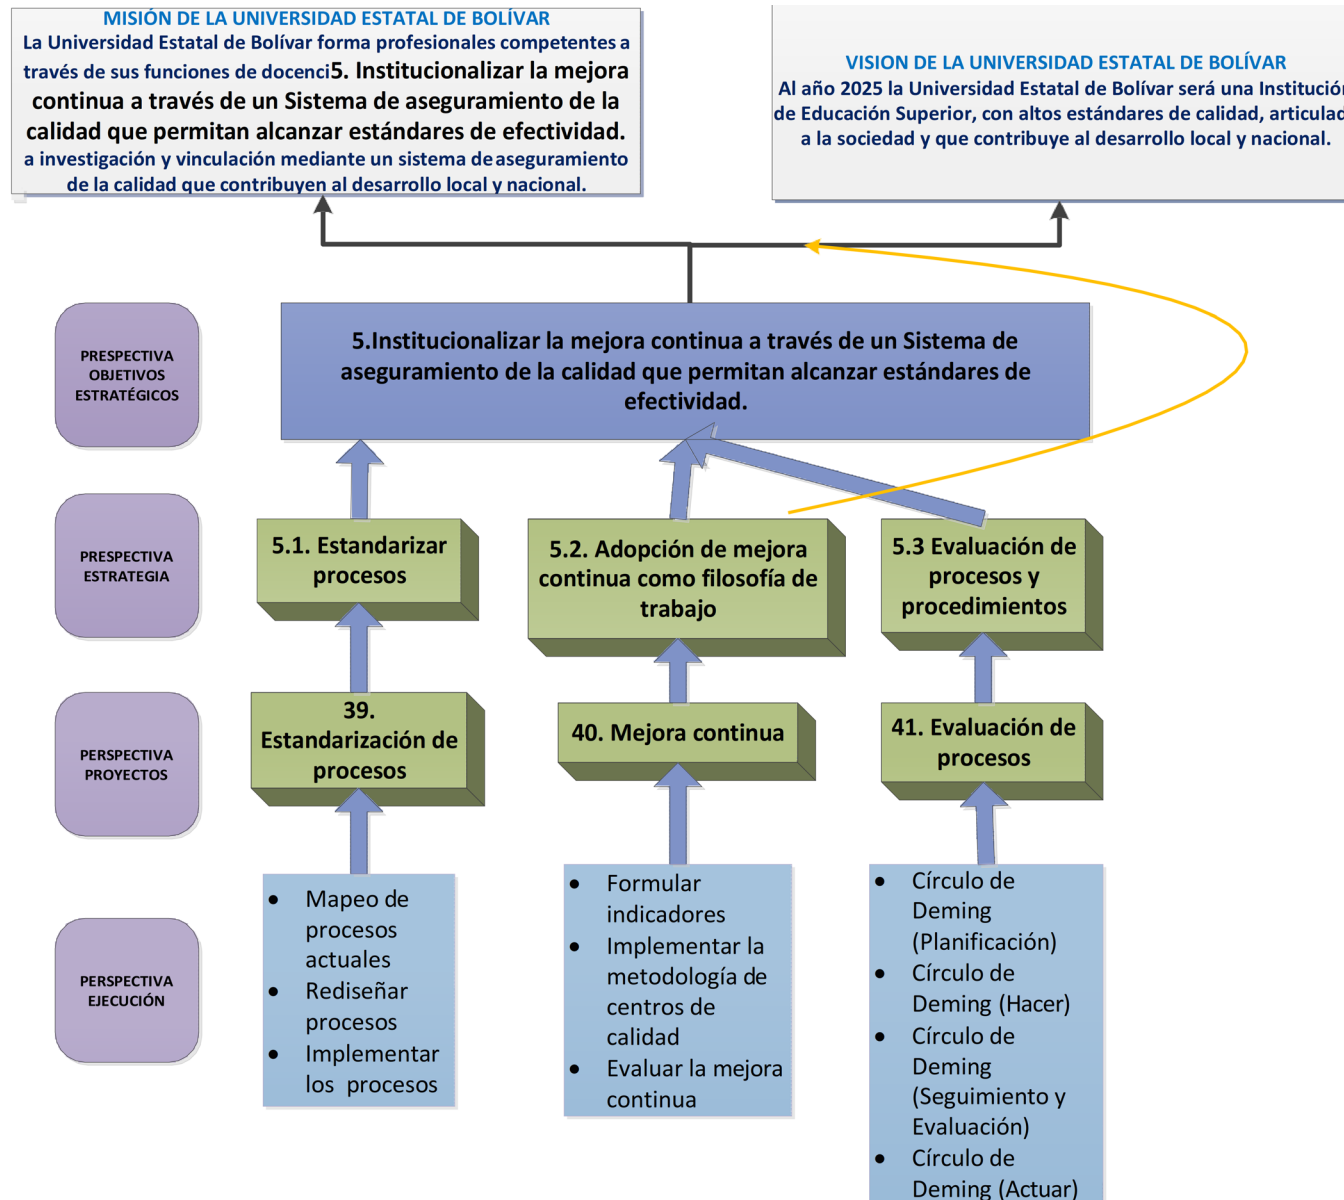 MISIÓN DE LA UNIVERSIDAD ESTATAL DE BOLÍVAR
La Universidad Estatal de Bolívar forma profesionales competentes a
través de sus funciones de docenci5. Institucionalizar la mejora
continua a través de un Sistema de aseguramiento de la
calidad que permitan alcanzar estándares de efectividad.
a investigación y vinculación mediante un sistema de aseguramiento
de la calidad que contribuyen al desarrollo local y nacional.
VISION DE LA UNIVERSIDAD ESTATAL DE BOLÍVAR
Al año 2025 la Universidad Estatal de Bolívar será una Institución
de Educación Superior, con altos estándares de calidad, articulad
a la sociedad y que contribuye al desarrollo local y nacional.
PRESPECTIVA
OBJETIVOS
ESTRATÉGICOS
5.Institucionalizar la mejora continua a través de un Sistema de
aseguramiento de la calidad que permitan alcanzar estándares de
efectividad.
PRESPECTIVA
ESTRATEGIA
5.1. Estandarizar
procesos
5.2. Adopción de mejora
continua como filosofía de
trabajo
5.3 Evaluación de
procesos y
procedimientos
PERSPECTIVA
PROYECTOS
39.
Estandarización de
procesos
40. Mejora continua
41. Evaluación de
procesos
PERSPECTIVA
EJECUCIÓN
• Mapeo de
procesos
actuales
• Rediseñar
procesos
• Implementar
los procesos
• Formular
indicadores
• Implementar la
metodología de
centros de
calidad
• Evaluar la mejora
continua
• Círculo de
Deming
(Planificación)
• Círculo de
Deming (Hacer)
• Círculo de
Deming
(Seguimiento y
Evaluación)
• Círculo de
Deming (Actuar)